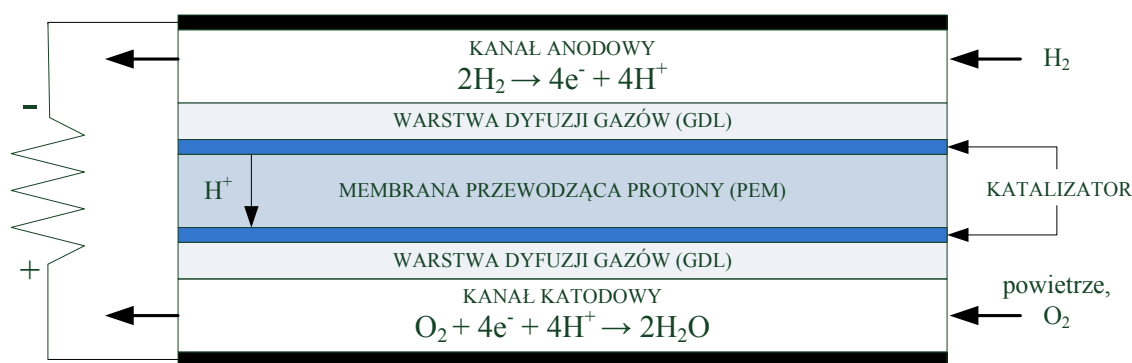 KANAŁ ANODOWY
2H₂ → 4e⁻ + 4H⁺
H₂
-
WARSTWA DYFUZJI GAZÓW (GDL)
H⁺
MEMBRANA PRZEWODZĄCA PROTONY (PEM)
KATALIZATOR
+
WARSTWA DYFUZJI GAZÓW (GDL)
KANAŁ KATODOWY
O₂ + 4e⁻ + 4H⁺ → 2H₂O
powietrze,
O₂